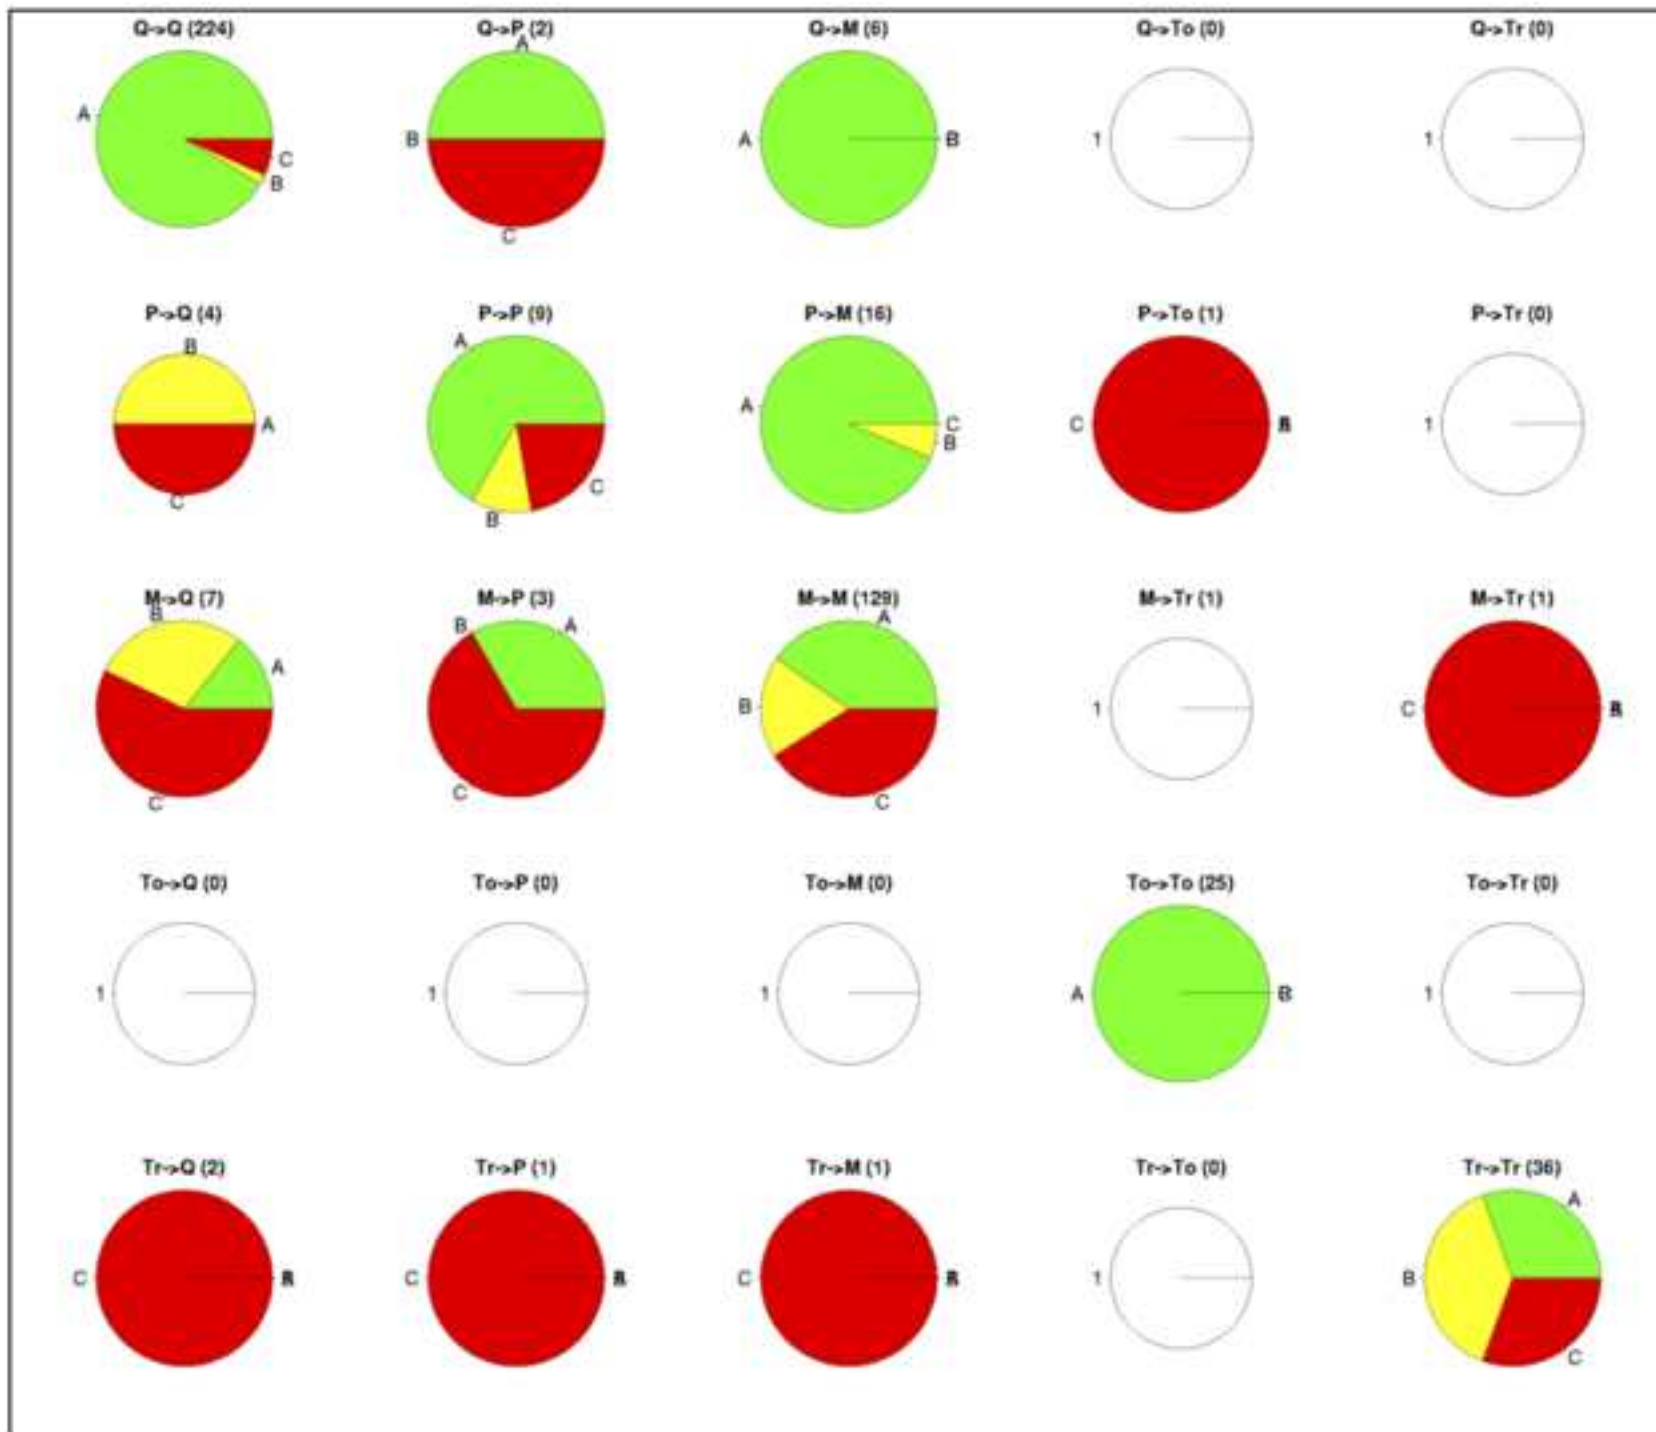 Q->Q (224) Q->P (2) Q->M (6) Q->To (0) Q->Tr (0)
A
A
C
B
B
C
A
B
1
1
P->Q (4) P->P (9) P->M (16) P->To (1) P->Tr (0)
B
A
C
A
B
C
A
C
B
C
1
M->Q (7) M->P (3) M->M (129) M->Tr (1) M->Tr (1)
B
A
C
B
A
C
A
B
C
1
C
To->Q (0) To->P (0) To->M (0) To->To (25) To->Tr (0)
1
1
1
A
B
1
Tr->Q (2) Tr->P (1) Tr->M (1) Tr->To (0) Tr->Tr (36)
C
C
C
1
A
B
C